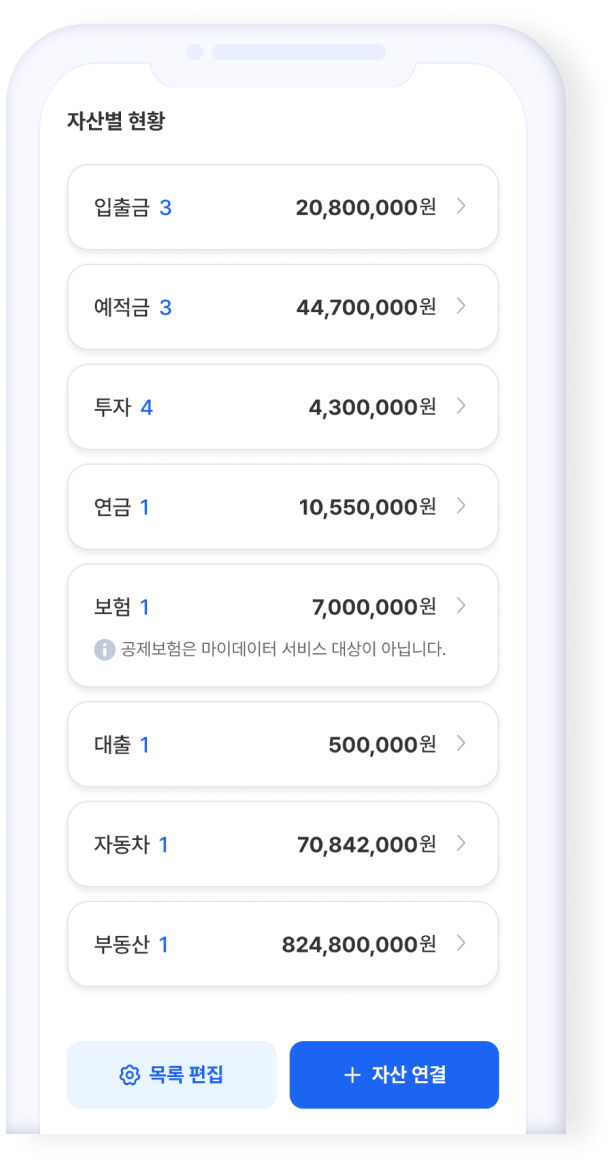 자산별 현황
입출금 3 20,800,000원
예적금 3 44,700,000원
투자 4 4,300,000원
연금 1 10,550,000원
보험 1 7,000,000원
공제보험은 마이데이터 서비스 대상이 아닙니다.
대출 1 500,000원
자동차 1 70,842,000원
부동산 1 824,800,000원
목록 편집 + 자산 연결